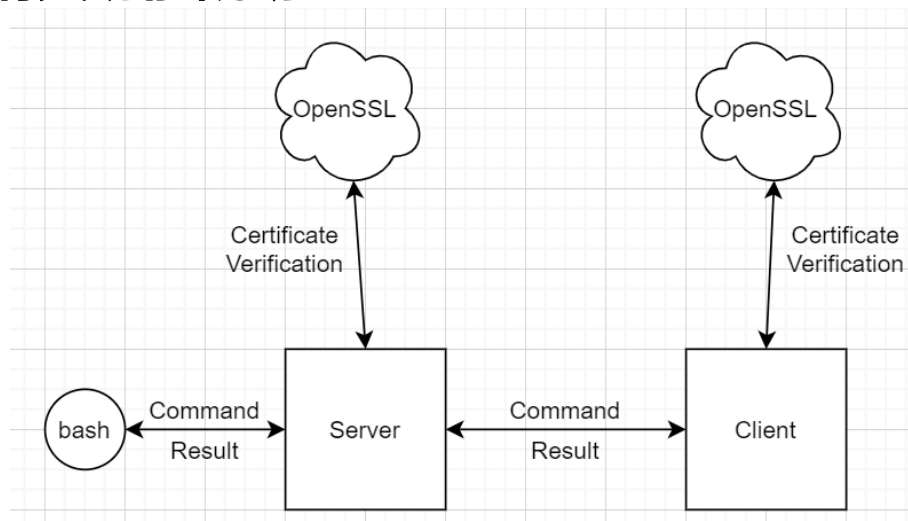 OpenSSL
OpenSSL
Certificate
Verification
Certificate
Verification
bash
Command
Result
Server
Command
Result
Client